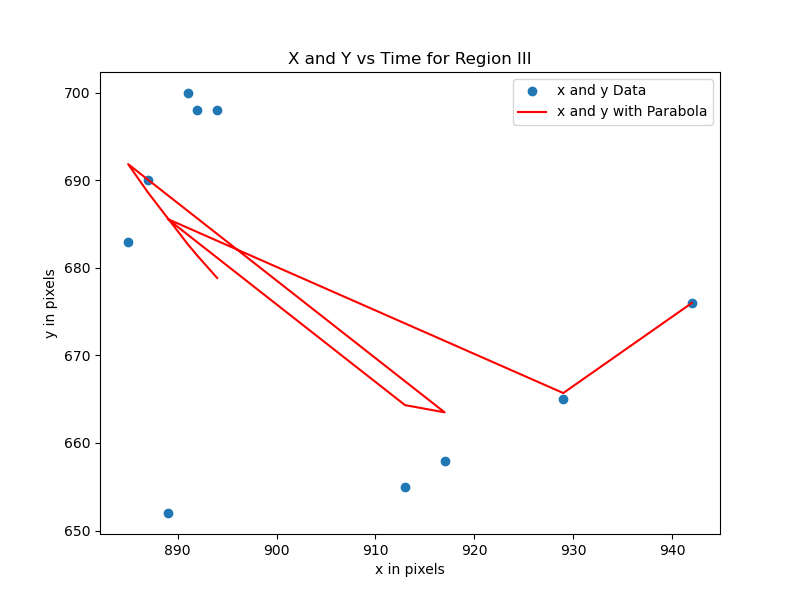 X and Y vs Time for Region III
x and y Data
x and y with Parabola
700
690
680
670
660
650
y in pixels
890
900
910
920
930
940
x in pixels